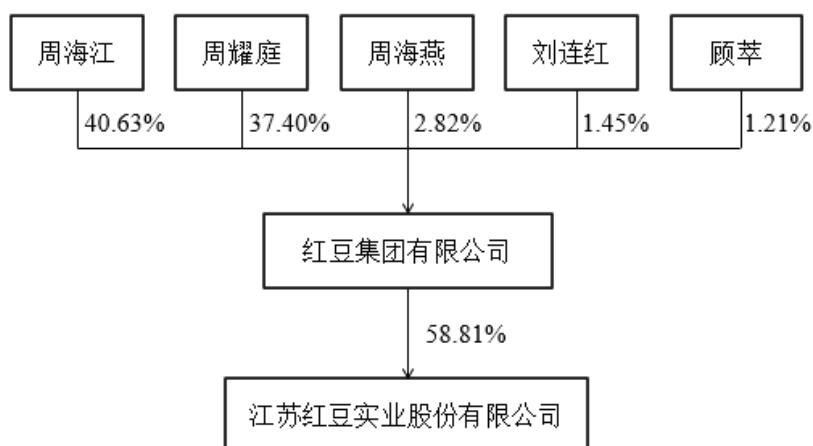 周海江 周耀庭 周海燕 刘连红 顾萃
40.63% 37.40% 2.82% 1.45% 1.21%
红豆集团有限公司
58.81%
江苏红豆实业股份有限公司